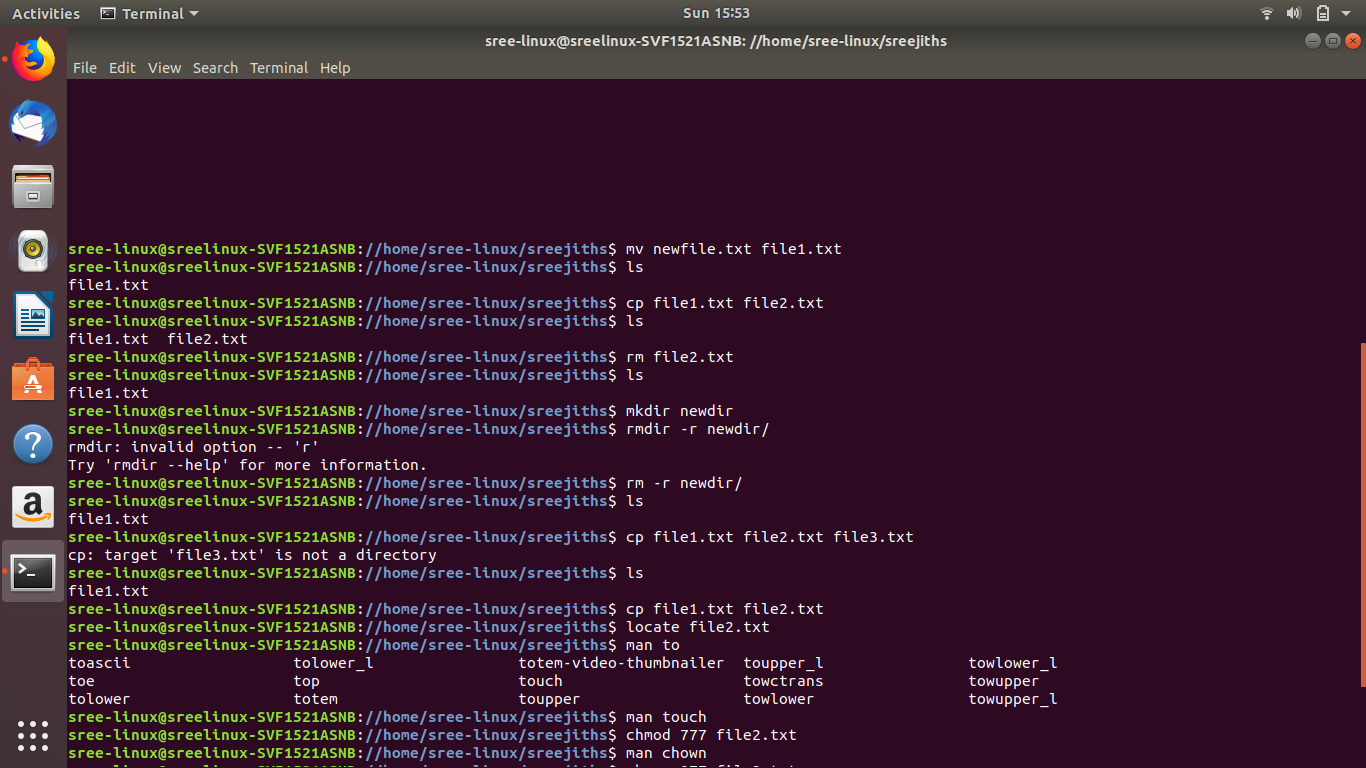 Activities Terminal Sun 15:53
sree-linux@sreelinux-SVF1521ASNB: //home/sree-linux/sreejiths
File Edit View Search Terminal Help
sree-linux@sreelinux-SVF1521ASNB://home/sree-linux/sreejiths$ mv newfile.txt file1.txt
sree-linux@sreelinux-SVF1521ASNB://home/sree-linux/sreejiths$ ls
file1.txt
sree-linux@sreelinux-SVF1521ASNB://home/sree-linux/sreejiths$ cp file1.txt file2.txt
sree-linux@sreelinux-SVF1521ASNB://home/sree-linux/sreejiths$ ls
file1.txt  file2.txt
sree-linux@sreelinux-SVF1521ASNB://home/sree-linux/sreejiths$ rm file2.txt
sree-linux@sreelinux-SVF1521ASNB://home/sree-linux/sreejiths$ ls
file1.txt
sree-linux@sreelinux-SVF1521ASNB://home/sree-linux/sreejiths$ mkdir newdir
sree-linux@sreelinux-SVF1521ASNB://home/sree-linux/sreejiths$ rmdir -r newdir/
rmdir: invalid option -- 'r'
Try 'rmdir --help' for more information.
sree-linux@sreelinux-SVF1521ASNB://home/sree-linux/sreejiths$ rm -r newdir/
sree-linux@sreelinux-SVF1521ASNB://home/sree-linux/sreejiths$ ls
file1.txt
sree-linux@sreelinux-SVF1521ASNB://home/sree-linux/sreejiths$ cp file1.txt file2.txt file3.txt
cp: target 'file3.txt' is not a directory
sree-linux@sreelinux-SVF1521ASNB://home/sree-linux/sreejiths$ ls
file1.txt
sree-linux@sreelinux-SVF1521ASNB://home/sree-linux/sreejiths$ cp file1.txt file2.txt
sree-linux@sreelinux-SVF1521ASNB://home/sree-linux/sreejiths$ locate file2.txt
sree-linux@sreelinux-SVF1521ASNB://home/sree-linux/sreejiths$ man to
toascii tolower_l totem-video-thumbnailer toupper_l towlower_l
toe top touch towctrans towupper
tolower totem toupper towlower towupper_l
sree-linux@sreelinux-SVF1521ASNB://home/sree-linux/sreejiths$ man touch
sree-linux@sreelinux-SVF1521ASNB://home/sree-linux/sreejiths$ chmod 777 file2.txt
sree-linux@sreelinux-SVF1521ASNB://home/sree-linux/sreejiths$ man chown